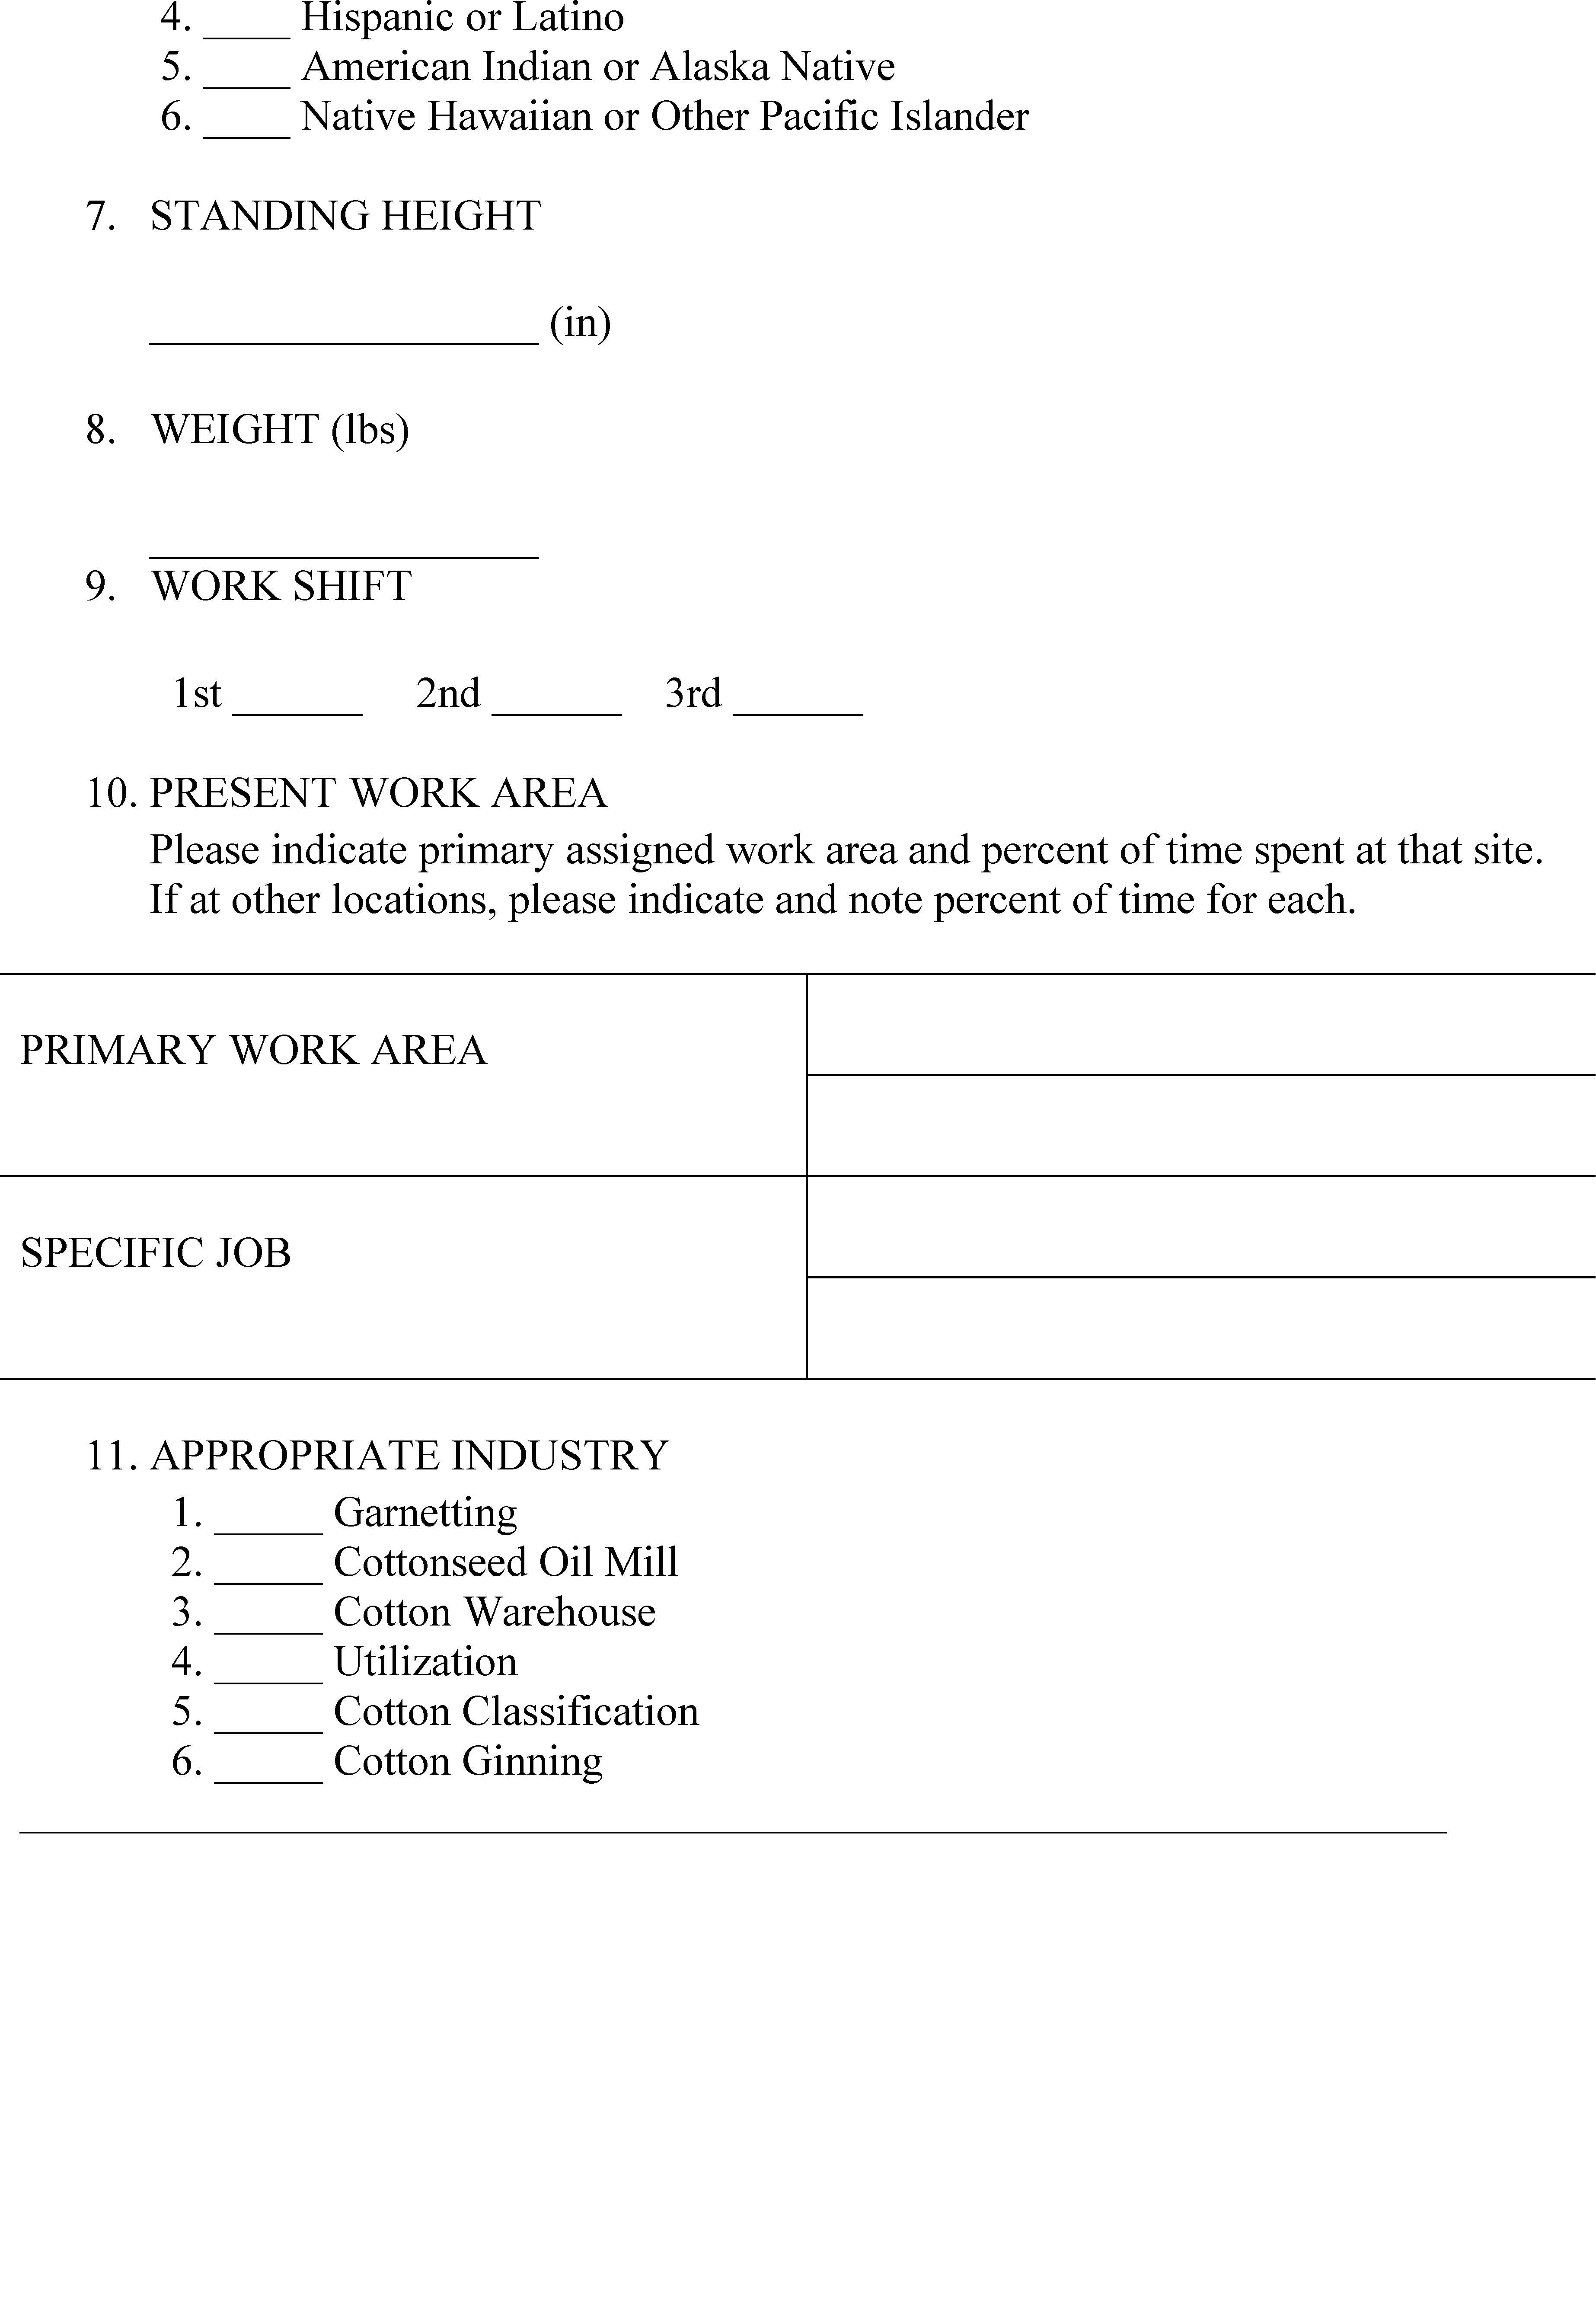 4. ____ Hispanic or Latino
5. ____ American Indian or Alaska Native
6. ____ Native Hawaiian or Other Pacific Islander
7. STANDING HEIGHT
__________________ (in)
8. WEIGHT (lbs)
__________________
9. WORK SHIFT
1st ______ 2nd ______ 3rd ______
10. PRESENT WORK AREA
Please indicate primary assigned work area and percent of time spent at that site.
If at other locations, please indicate and note percent of time for each.
PRIMARY WORK AREA
SPECIFIC JOB
11. APPROPRIATE INDUSTRY
1. _____ Garnetting
2. _____ Cottonseed Oil Mill
3. _____ Cotton Warehouse
4. _____ Utilization
5. _____ Cotton Classification
6. _____ Cotton Ginning